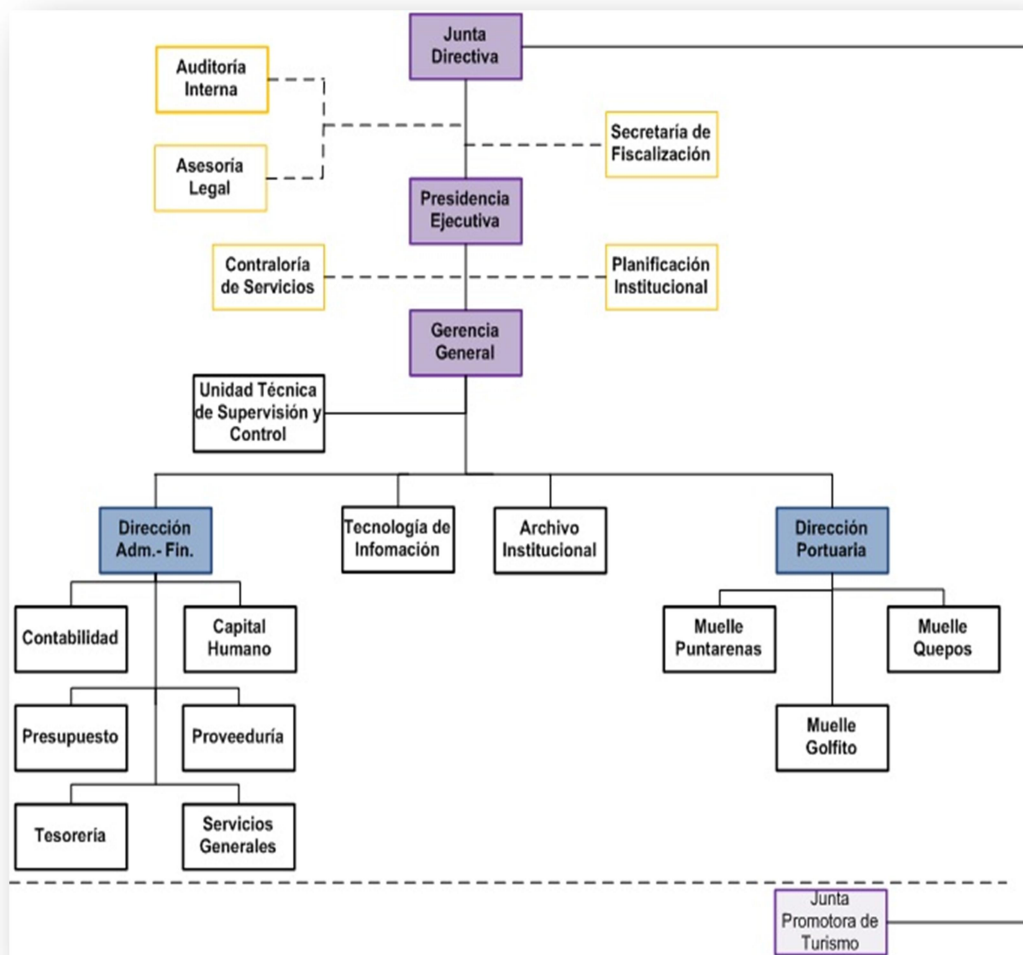 Junta
Directiva
Auditoría
Interna
Secretaría de
Fiscalización
Asesoría
Legal
Presidencia
Ejecutiva
Contraloría
de Servicios
Planificación
Institucional
Gerencia
General
Unidad Técnica
de Supervisión y
Control
Dirección
Adm.- Fin.
Tecnología de
Infomación
Archivo
Institucional
Dirección
Portuaria
Contabilidad
Capital
Humano
Muelle
Puntarenas
Muelle
Quepos
Presupuesto
Proveeduría
Muelle
Golfito
Tesorería
Servicios
Generales
Junta
Promotora de
Turismo